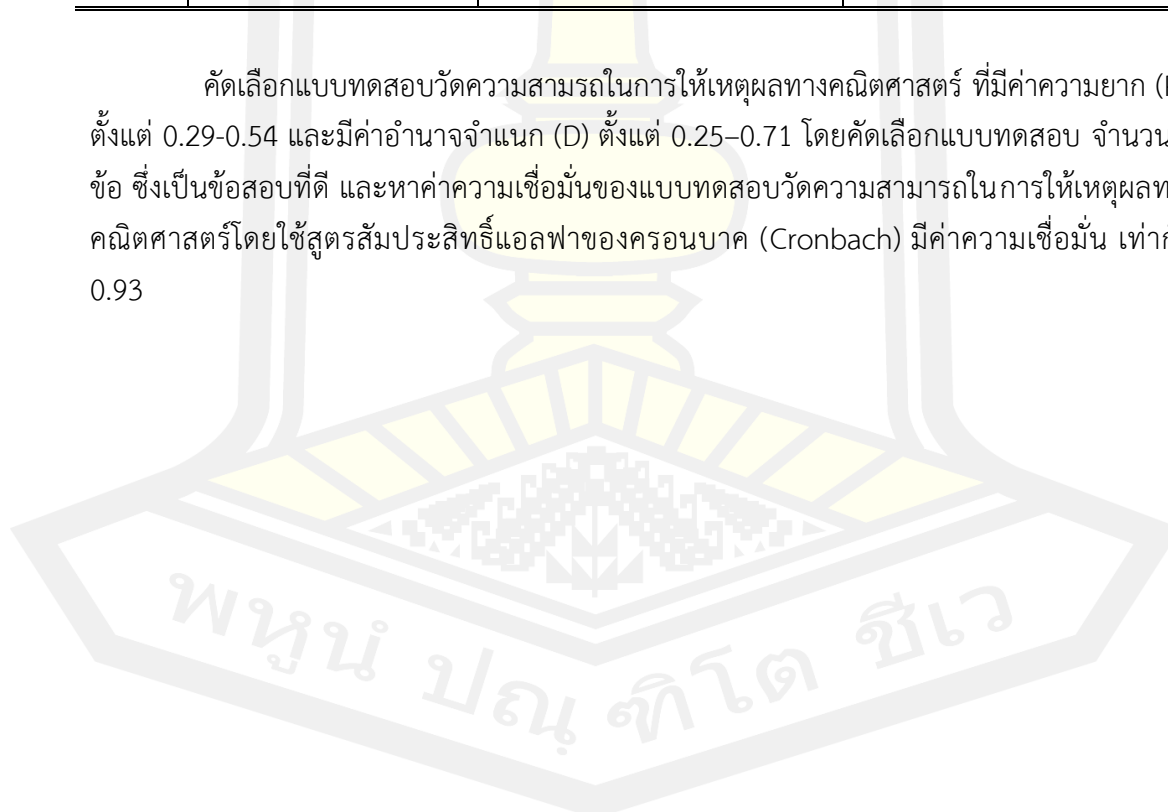 คัดเลือกแบบทดสอบวัดความสามรถในการให้เหตุผลทางคณิตศาสตร์ ที่มีค่าความยาก
ตั้งแต่ 0.29-0.54 และมีค่าอำนาจจำแนก (D) ตั้งแต่ 0.25–0.71 โดยคัดเลือกแบบทดสอบ จำนวน
ข้อ ซึ่งเป็นข้อสอบที่ดี และหาค่าความเชื่อมั่นของแบบทดสอบวัดความสามารถในการให้เหตุผล
คณิตศาสตร์โดยใช้สูตรสัมประสิทธิ์แอลฟาของครอนบาค (Cronbach) มีค่าความเชื่อมั่น
0.93
พหูนํ ปณฺฑิโต ชีเว